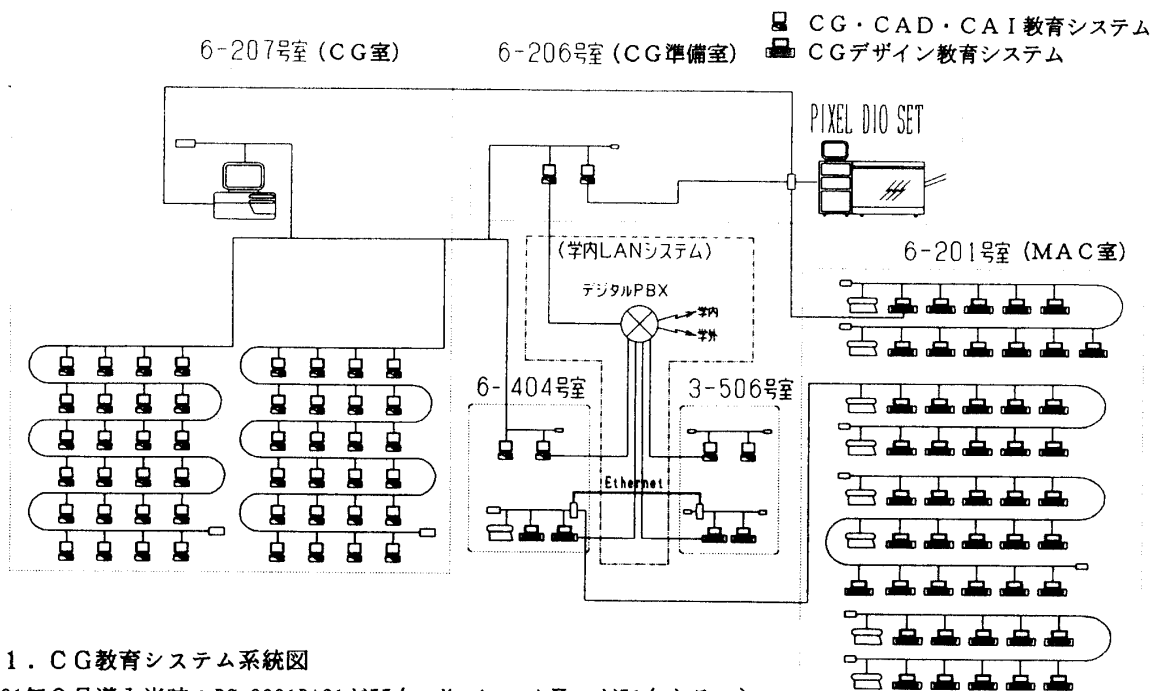 CG・CAD・CAI教育システム
CGデザイン教育システム
6-207号室 (CG室)
6-206号室 (CG準備室)
PIXEL DIO SET
(学内LANシステム)
6-201号室 (MAC室)
デジタルPBX
学内
学外
6-404号室
3-506号室
Ethernet
1.CG教育システム系統図